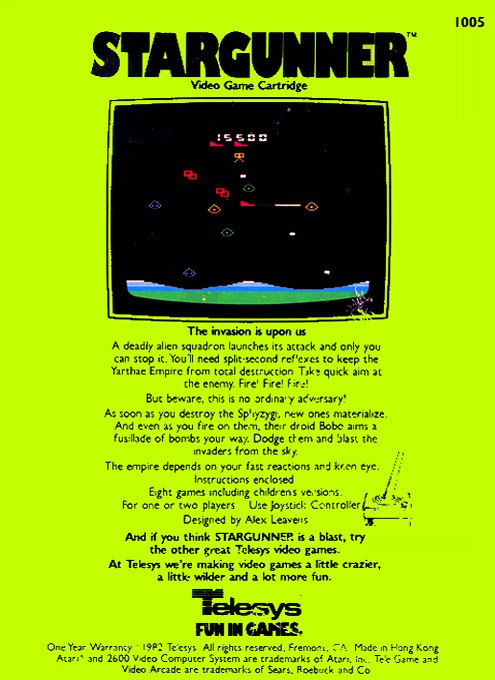 1005
STARGUNNER™
Video Game Cartridge
15500
The invasion is upon us
A deadly alien squadron launches its attack and only you
can stop it. You'll need split-second reflexes to keep the
Yarthae Empire from total destruction. Take quick aim at
the enemy. Fire! Fire! Fire!
But beware, this is no ordinary adversary!
As soon as you destroy the Sphyzygi, new ones materialize.
And even as you fire on them, their droid Bobo aims a
fusillade of bombs your way. Dodge them and blast the
invaders from the sky.
The empire depends on your fast reactions and keen eye.
Instructions enclosed
Eight games including children's versions.
For one or two players Use Joystick Controller
Designed by Alex Leavens
And if you think STARGUNNER is a blast, try
the other great Telesys video games.
At Telesys we're making video games a little crazier,
a little wilder and a lot more fun.
Telesys
FUN IN GAMES.
One Year Warranty 1982 Telesys. All rights reserved, Fremont, CA. Made in Hong Kong
Atari® and 2600 Video Computer System are trademarks of Atari, Inc. Tele Game and
Video Arcade are trademarks of Sears, Roebuck and Co